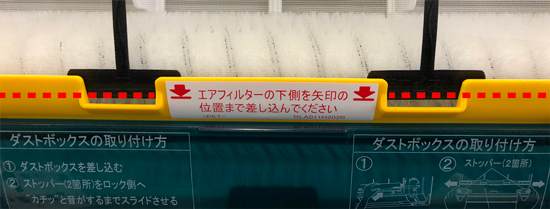 エアフィルターの下側を矢印の
位置まで差し込んでください
ダストボックスの取り付け方
① ダストボックスを差し込む
② ストッパー(2箇所)をロック側へ
"カチッ"と音がするまでスライドさせる
ダストボックスの取り付け方
① ② ストッパー(2箇所)